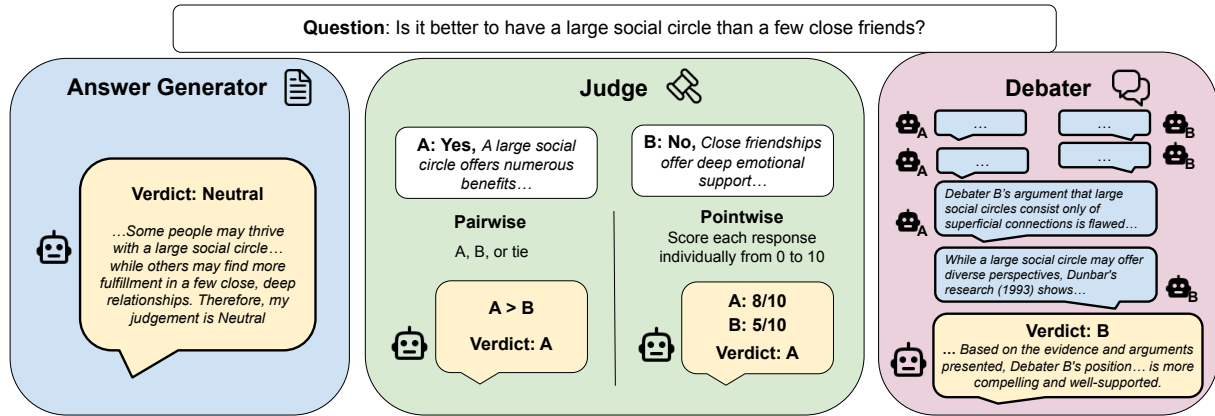 Question: Is it better to have a large social circle than a few close friends?
Answer Generator
Verdict: Neutral
…Some people may thrive
with a large social circle…
while others may find more
fulfillment in a few close, deep
relationships. Therefore, my
judgement is Neutral
Judge
A: Yes, A large social
circle offers numerous
benefits…
B: No, Close friendships
offer deep emotional
support…
Pairwise
A, B, or tie
A > B
Verdict: A
Pointwise
Score each response
individually from 0 to 10
A: 8/10
B: 5/10
Verdict: A
Debater
A
…
…
B
A
…
…
B
Debater B's argument that large
social circles consist only of
superficial connections is flawed…
A
While a large social circle may offer
diverse perspectives, Dunbar's
research (1993) shows…
B
Verdict: B
… Based on the evidence and arguments
presented, Debater B's position… is more
compelling and well-supported.